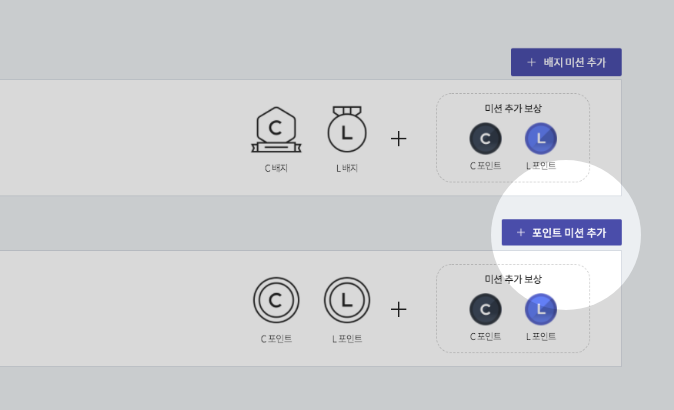 + 배지 미션 추가
미션 추가 보상
C L C L
C 배지 L 배지 + C 포인트 L 포인트
+ 포인트 미션 추가
미션 추가 보상
C L C L
C 포인트 L 포인트 + C 포인트 L 포인트